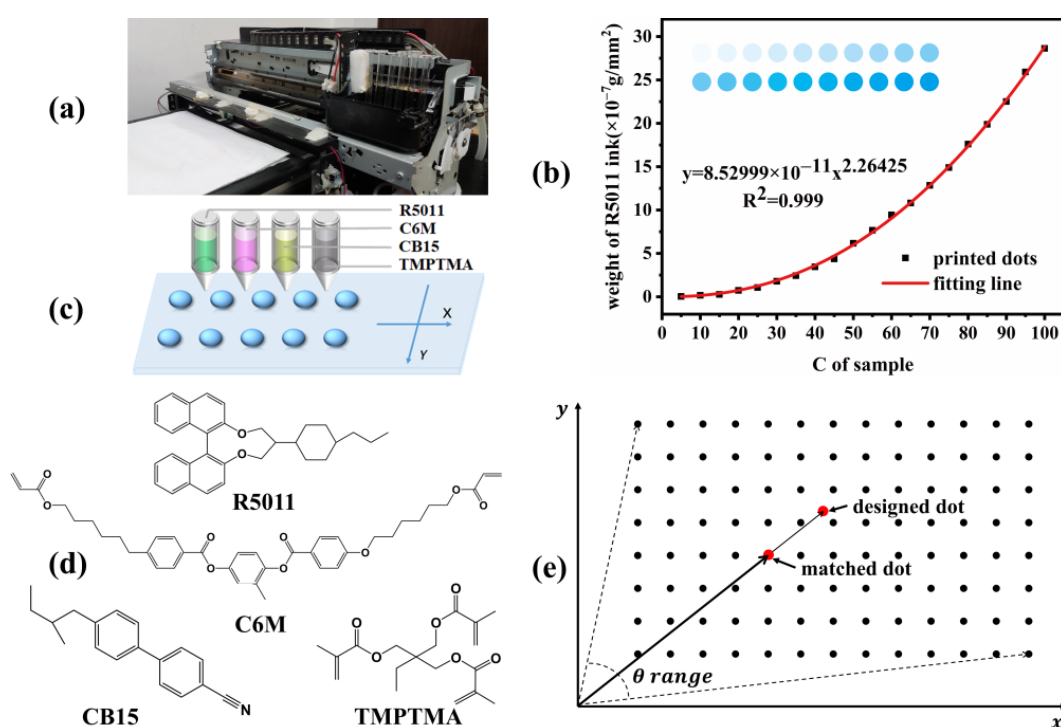 (a)
R5011
C6M
CB15
TMPTMA
(c)
X
Y
weight of R5011 ink(×10⁻⁷g/mm²)
30
25
20
15
10
5
0
y=8.52999×10⁻¹¹x^2.26425
R²=0.999
printed dots
fitting line
0 10 20 30 40 50 60 70 80 90 100
C of sample
(b)
(d)
O
O
R5011
O
O
O
O
O
O
O
O
O
C6M
N
CB15
O
O
O
O
O
O
TMPTMA
(e)
y
designed dot
matched dot
θ range
x